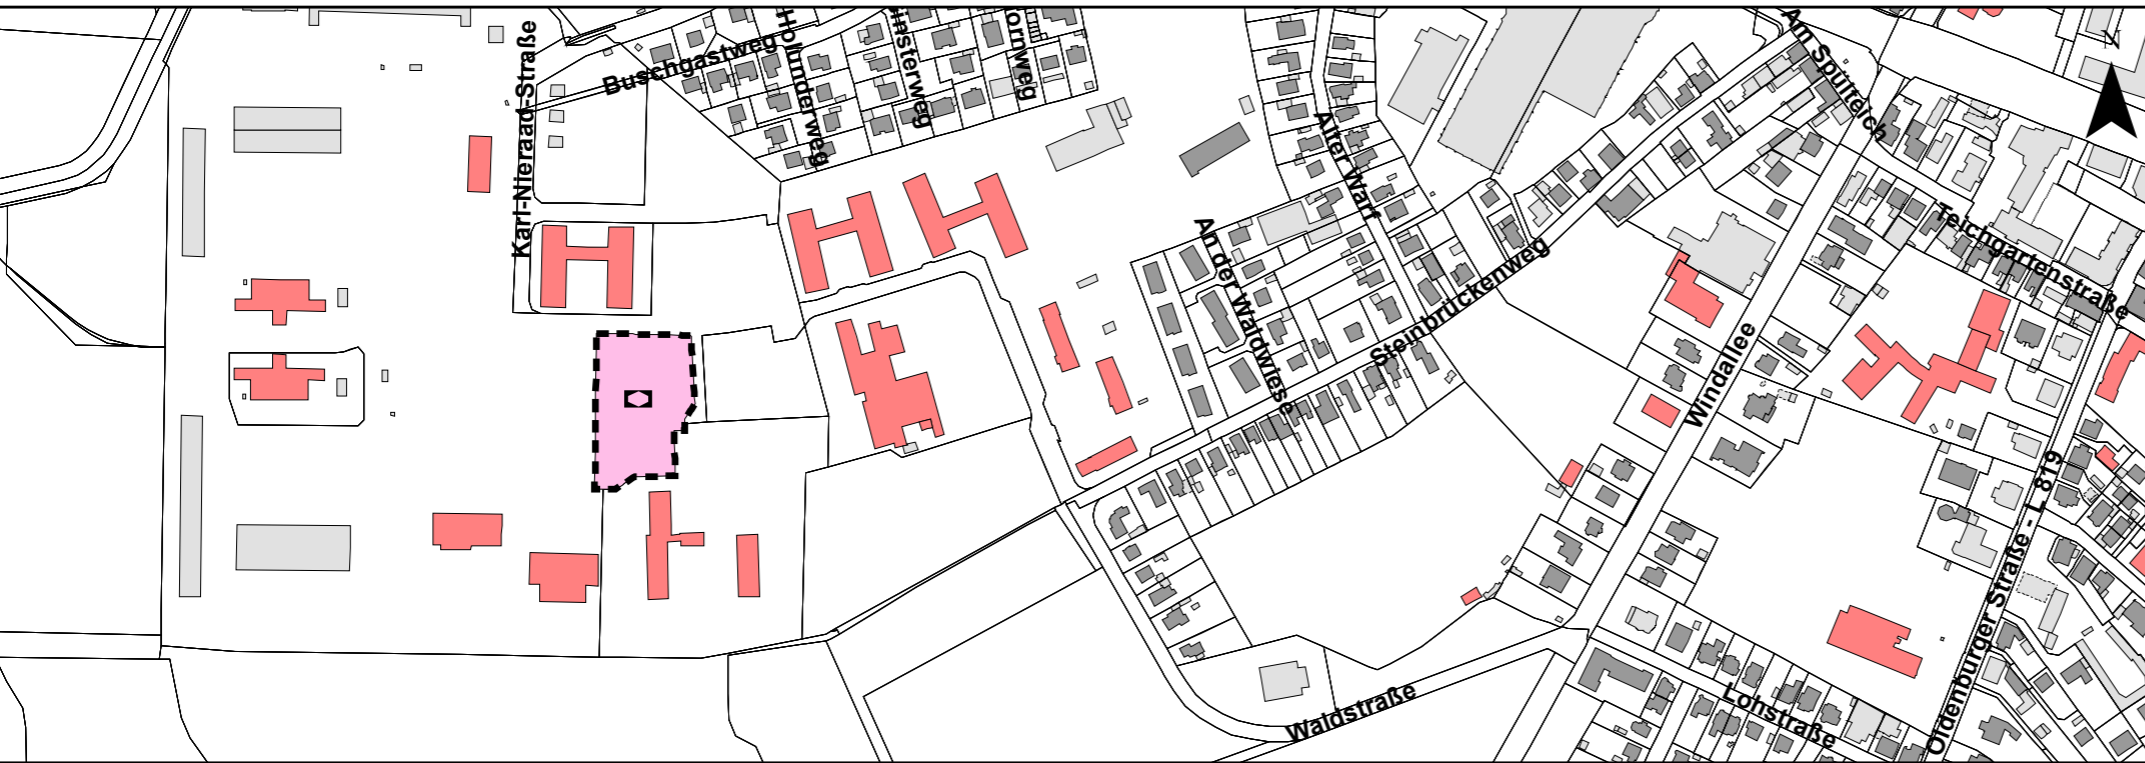 N
Am Spülteich
Holunderweg
Buschgastweg
Karl-Nieraad-Straße
Alter Warf
Teichgartenstraße
An der Waldwiese
Steinbrückenweg
Windallee
Oldenburger Straße - L 819
Waldstraße
Lohstraße